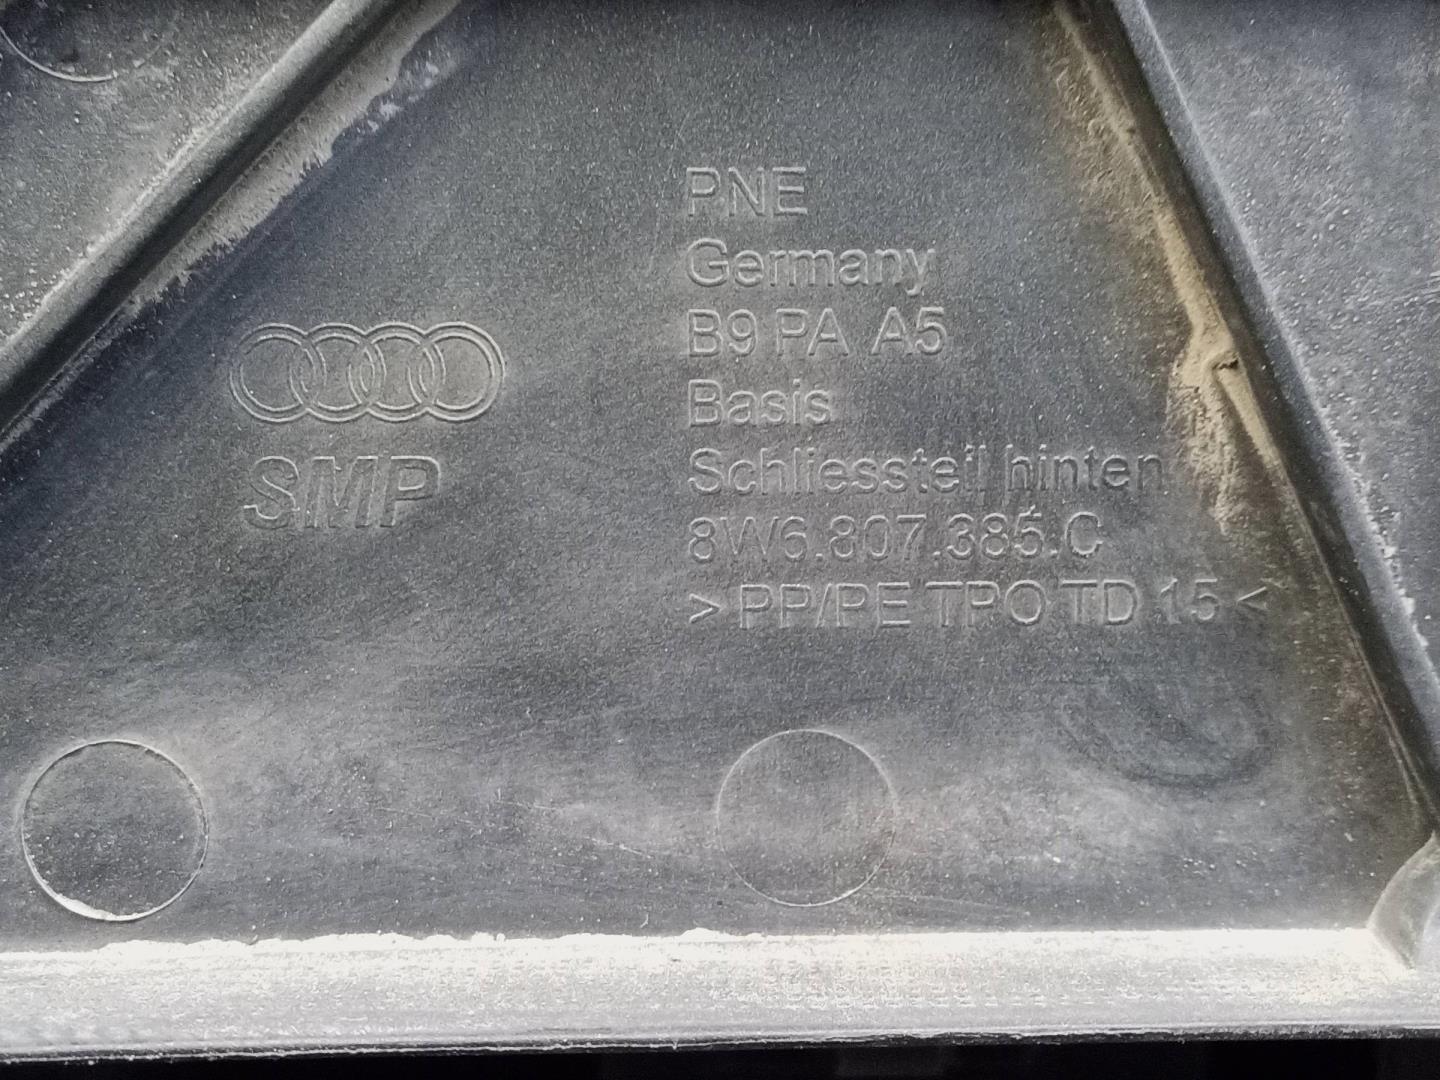 PNE
Germany
B9 PA A5
Basis
Schliessteil hinten
8W6.807.385.C
> PP/PE TPO TD 15 <
SMP